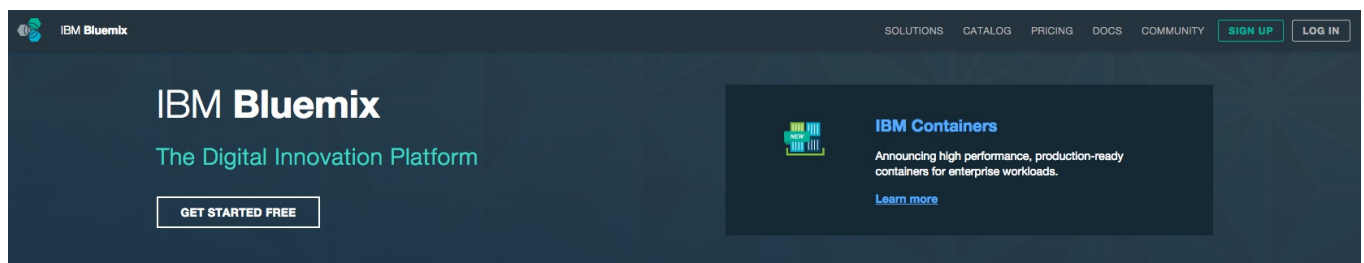 IBM Bluemix
SOLUTIONS CATALOG PRICING DOCS COMMUNITY SIGN UP LOG IN
IBM Bluemix
The Digital Innovation Platform
GET STARTED FREE
NEW
IBM Containers
Announcing high performance, production-ready
containers for enterprise workloads.
Learn more